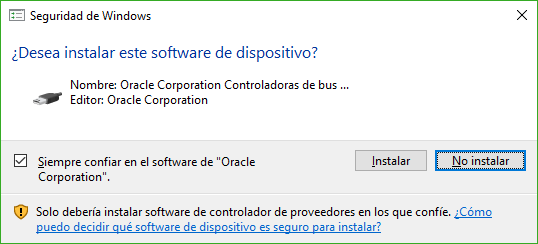 Seguridad de Windows
¿Desea instalar este software de dispositivo?
Nombre: Oracle Corporation Controladoras de bus ...
Editor: Oracle Corporation
Siempre confiar en el software de "Oracle
Corporation".
Instalar
No instalar
Solo debería instalar software de controlador de proveedores en los que confíe. ¿Cómo
puedo decidir qué software de dispositivo es seguro para instalar?